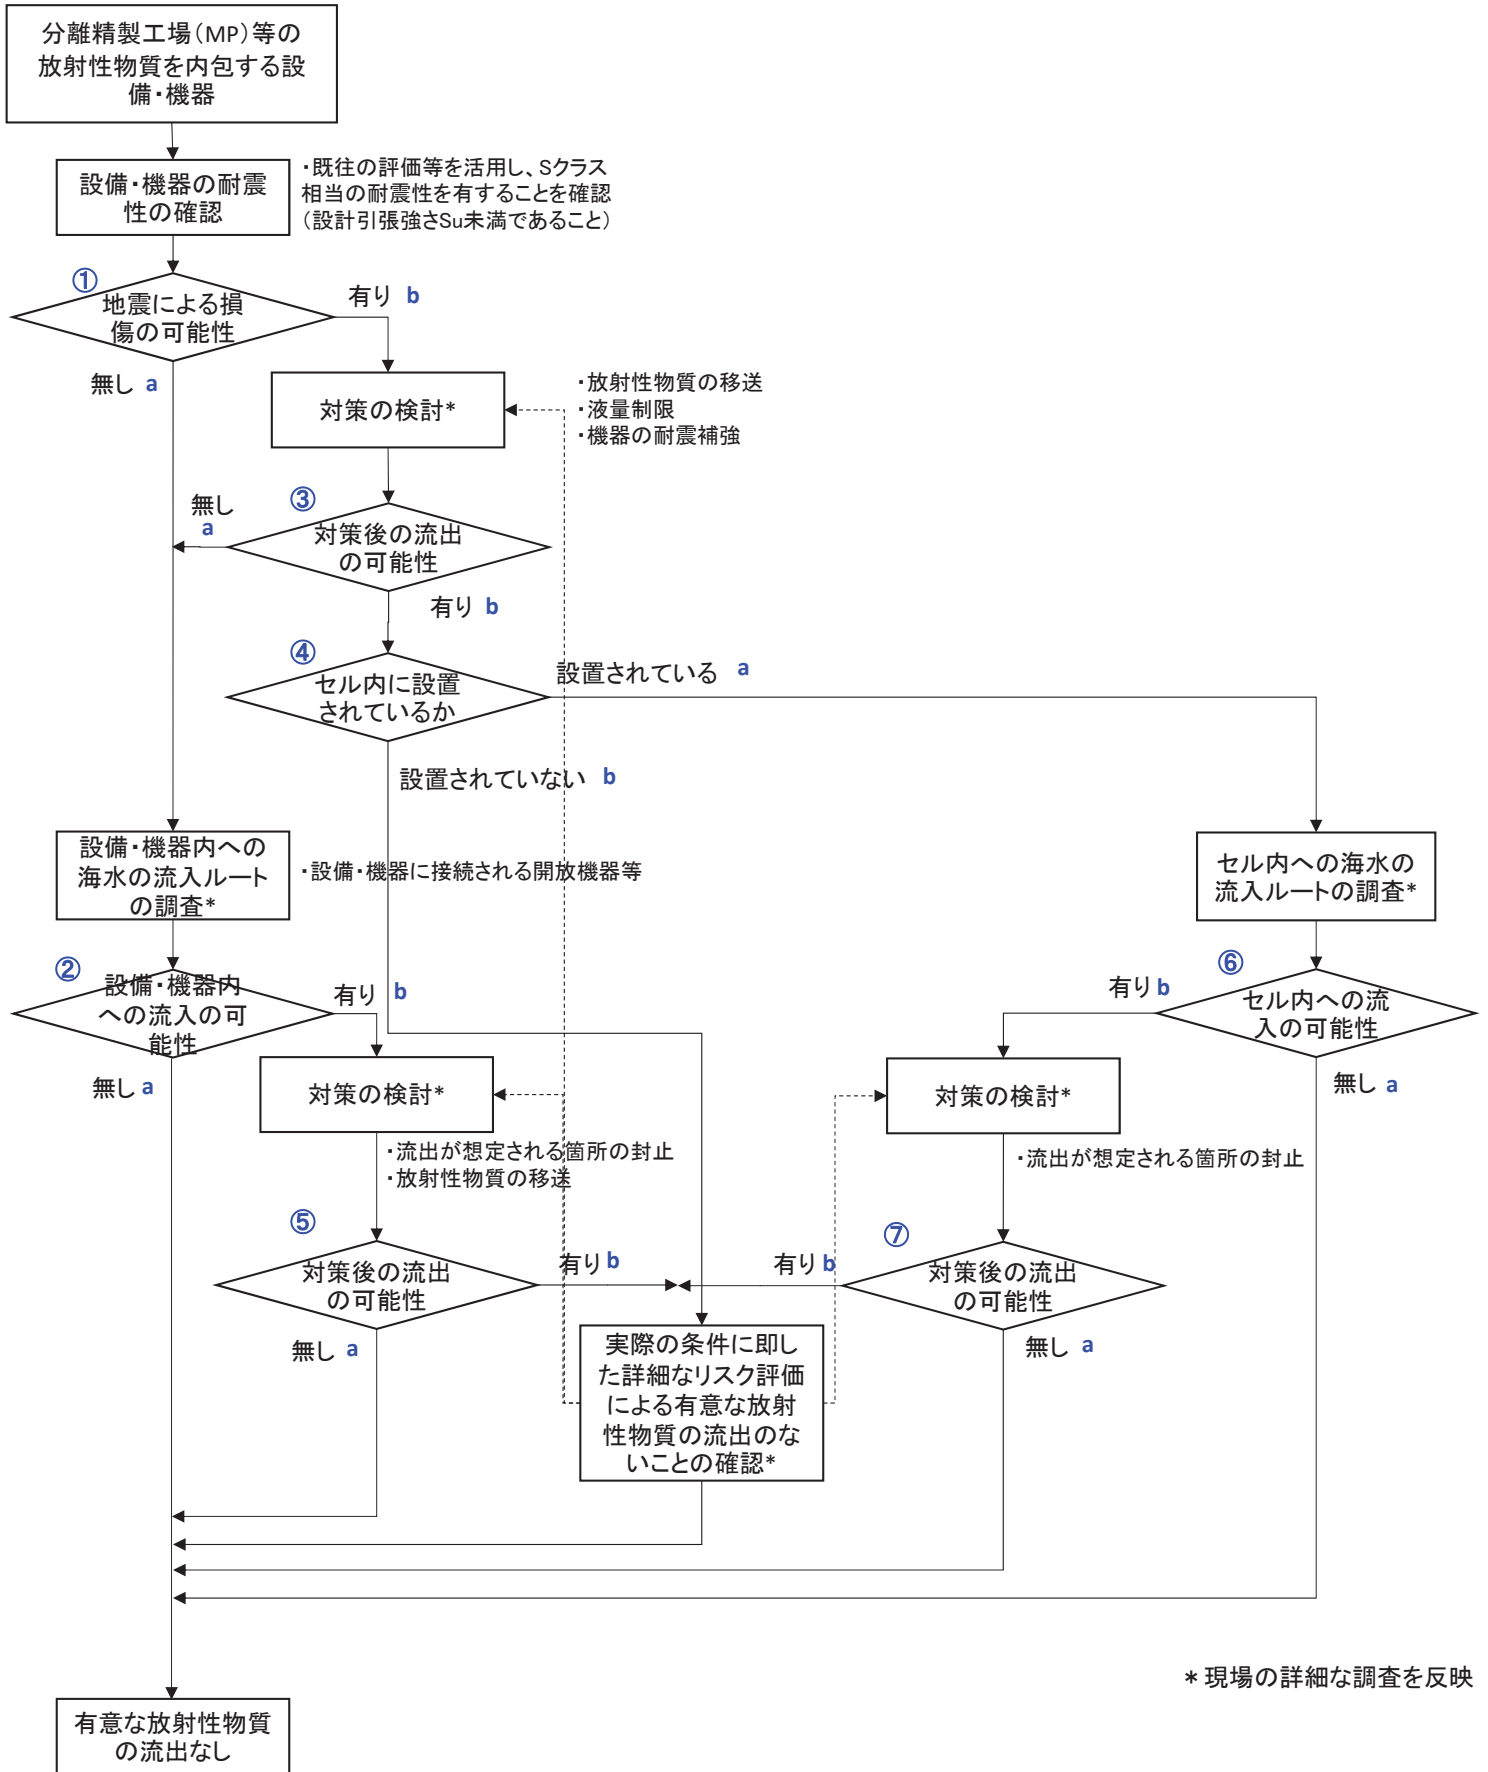 分離精製工場(MP)等の
放射性物質を内包する設
備・機器
設備・機器の耐震
性の確認
・既往の評価等を活用し、Sクラス
相当の耐震性を有することを確認
(設計引張強さSu未満であること)
①
地震による損
傷の可能性
有り b
無し a
対策の検討*
・放射性物質の移送
・液量制限
・機器の耐震補強
③
対策後の流出
の可能性
無し
a
有り b
④
セル内に設置
されているか
設置されている a
設置されていない b
設備・機器内への
海水の流入ルート
の調査*
・設備・機器に接続される開放機器等
セル内への海水の
流入ルートの調査*
②
設備・機器内
への流入の可
能性
有り b
無し a
⑥
セル内への流
入の可能性
有り b
無し a
対策の検討*
・流出が想定される箇所の封止
・放射性物質の移送
対策の検討*
・流出が想定される箇所の封止
⑤
対策後の流出
の可能性
有り b
無し a
⑦
対策後の流出
の可能性
有り b
無し a
実際の条件に即し
た詳細なリスク評価
による有意な放射
性物質の流出のな
いことの確認*
* 現場の詳細な調査を反映
有意な放射性物質
の流出なし